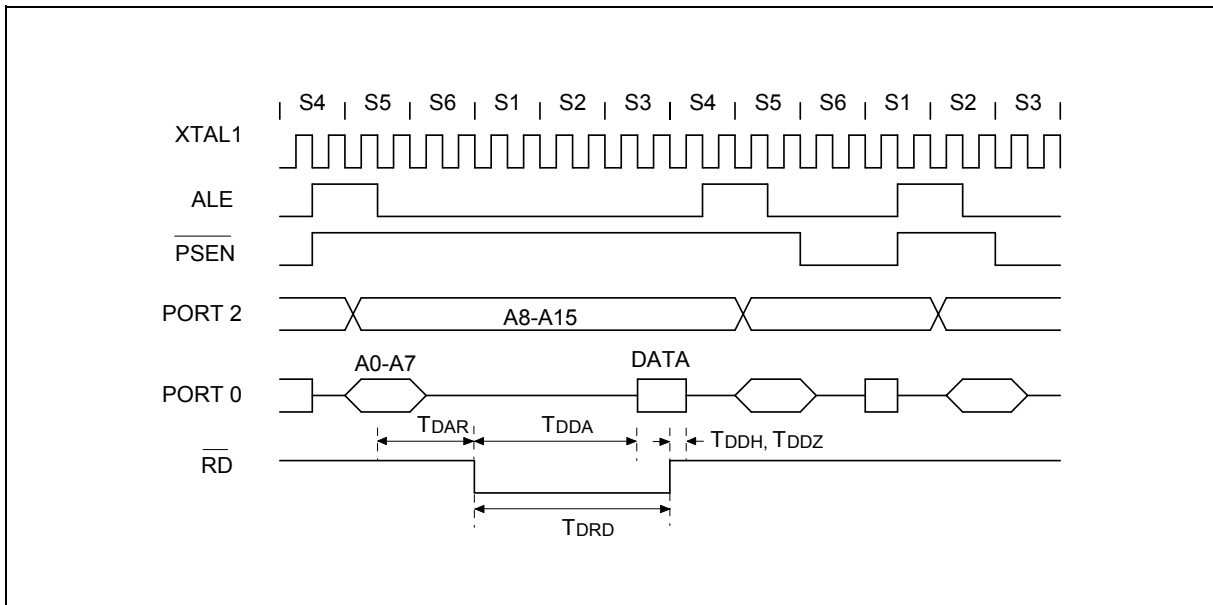 S4 S5 S6 S1 S2 S3 S4 S5 S6 S1 S2 S3
XTAL1
ALE
PSEN
PORT 2
A8-A15
A0-A7
DATA
PORT 0
TDAR
TDDA
TDDH, TDDZ
RD
TDRD